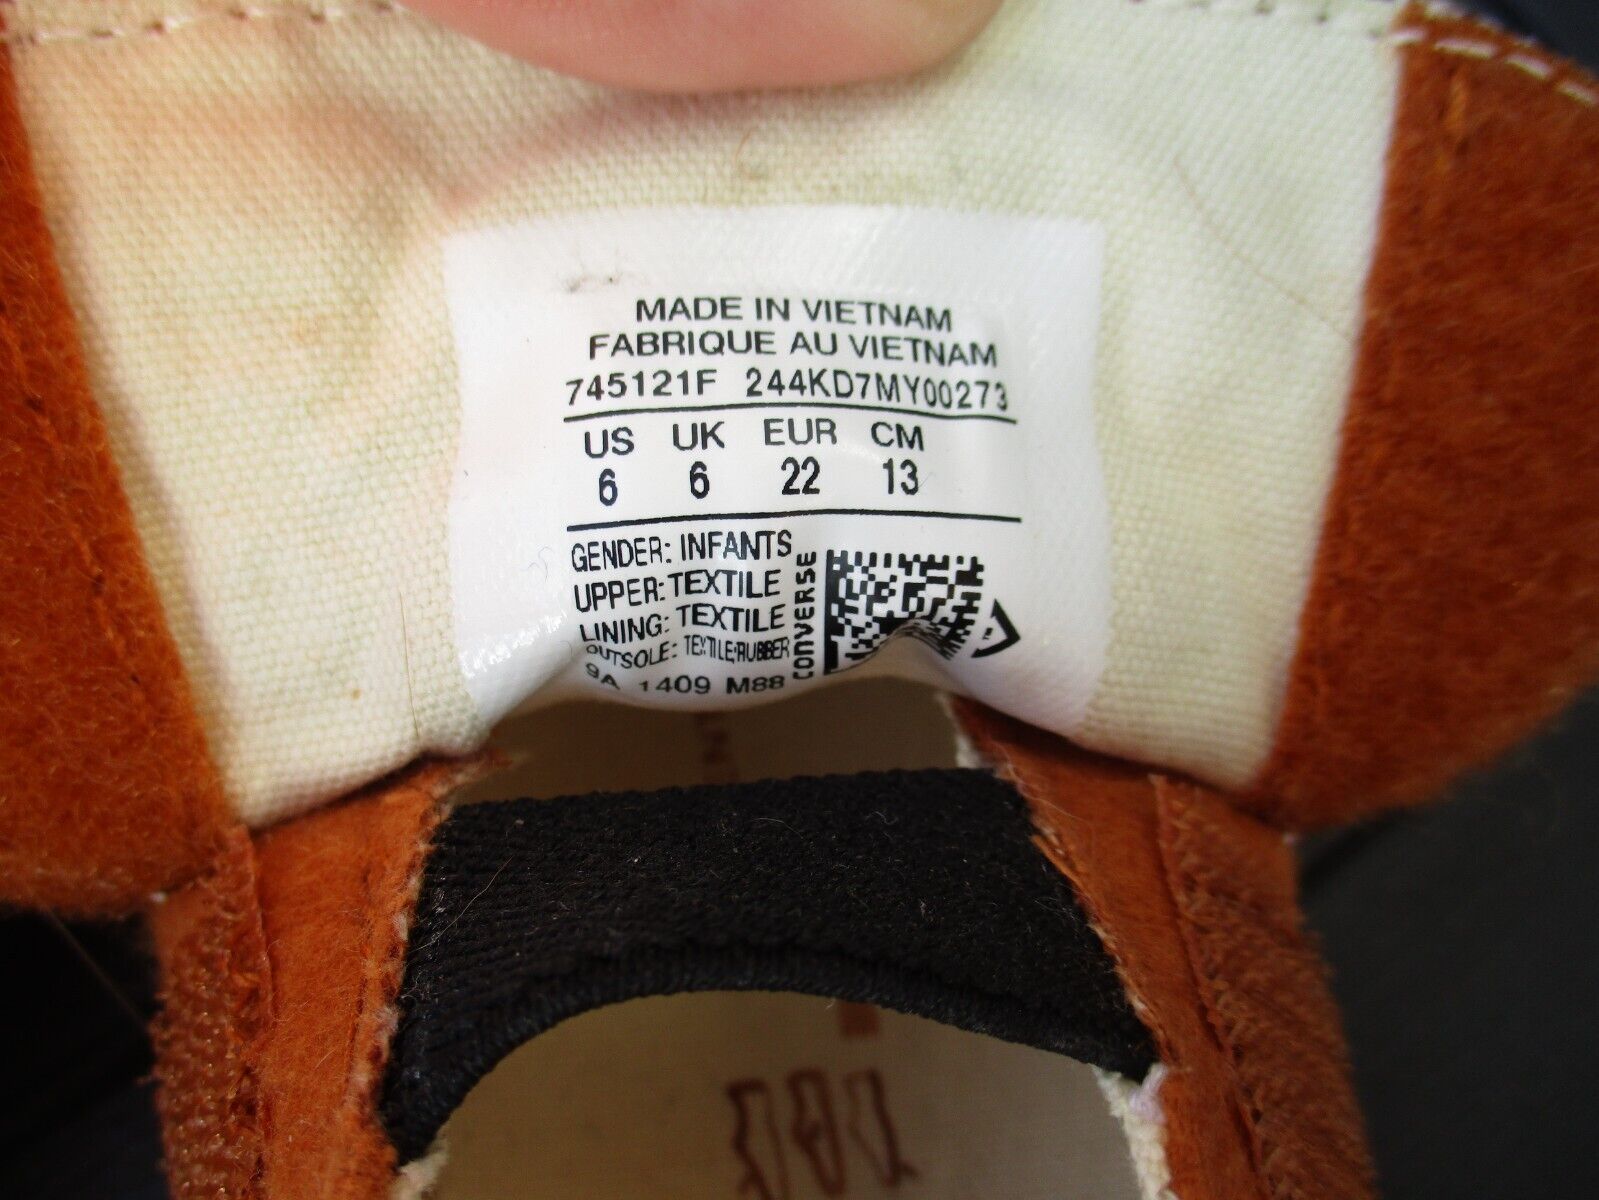 MADE IN VIETNAM
FABRIQUE AU VIETNAM
745121F 244KD7MY00273
US UK EUR CM
6 6 22 13
GENDER: INFANTS
UPPER: TEXTILE
LINING: TEXTILE
OUTSOLE: TEXTILE;RUBBER
9A 1409 M88
CONVERSE
TM